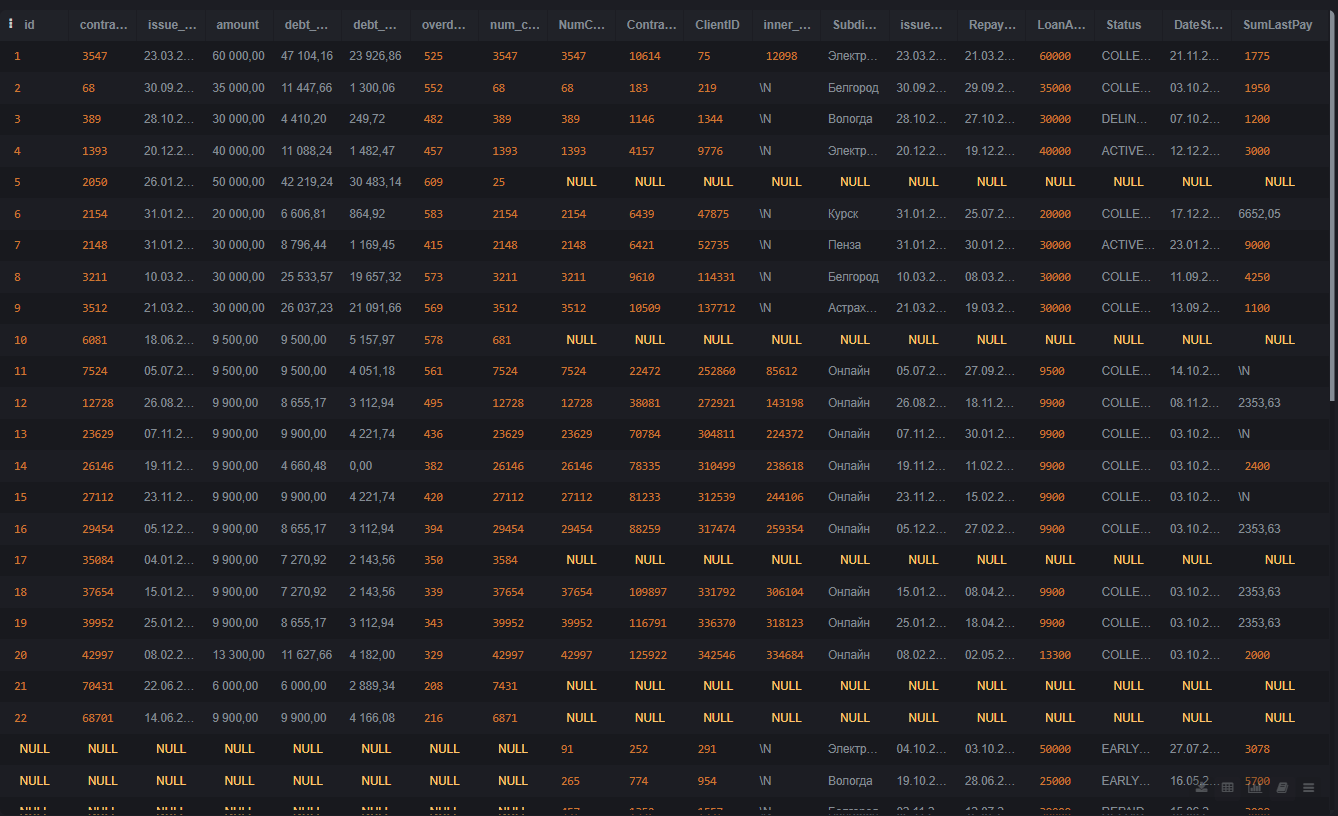 id contra... issue_... amount debt_... debt_... overd... num_c... NumC... Contra... ClientID inner_... Subdi... issue... Repay... LoanA... Status DateSt... SumLastPay
1 3547 23.03.2... 60 000,00 47 104,16 23 926,86 525 3547 3547 10614 75 12098 Электр... 23.03.2... 21.03.2... 60000 COLLE... 21.11.2... 1775
2 68 30.09.2... 35 000,00 11 447,66 1 300,06 552 68 68 183 219 \N Белгород 30.09.2... 29.09.2... 35000 COLLE... 03.10.2... 1950
3 389 28.10.2... 30 000,00 4 410,20 249,72 482 389 389 1146 1344 \N Вологда 28.10.2... 27.10.2... 30000 DELIN... 07.10.2... 1200
4 1393 20.12.2... 40 000,00 11 088,24 1 482,47 457 1393 1393 4157 9776 \N Электр... 20.12.2... 19.12.2... 40000 ACTIVE... 12.12.2... 3000
5 2050 26.01.2... 50 000,00 42 219,24 30 483,14 609 25 NULL NULL NULL NULL NULL NULL NULL NULL NULL NULL NULL
6 2154 31.01.2... 20 000,00 6 606,81 864,92 583 2154 2154 6439 47875 \N Курск 31.01.2... 25.07.2... 20000 COLLE... 17.12.2... 6652,05
7 2148 31.01.2... 30 000,00 8 796,44 1 169,45 415 2148 2148 6421 52735 \N Пенза 31.01.2... 30.01.2... 30000 ACTIVE... 23.01.2... 9000
8 3211 10.03.2... 30 000,00 25 533,57 19 657,32 573 3211 3211 9610 114331 \N Белгород 10.03.2... 08.03.2... 30000 COLLE... 11.09.2... 4250
9 3512 21.03.2... 30 000,00 26 037,23 21 091,66 569 3512 3512 10509 137712 \N Астрах... 21.03.2... 19.03.2... 30000 COLLE... 13.09.2... 1100
10 6081 18.06.2... 9 500,00 9 500,00 5 157,97 578 681 NULL NULL NULL NULL NULL NULL NULL NULL NULL NULL NULL
11 7524 05.07.2... 9 500,00 9 500,00 4 051,18 561 7524 7524 22472 252860 85612 Онлайн 05.07.2... 27.09.2... 9500 COLLE... 14.10.2... \N
12 12728 26.08.2... 9 900,00 8 655,17 3 112,94 495 12728 12728 38081 272921 143198 Онлайн 26.08.2... 18.11.2... 9900 COLLE... 08.11.2... 2353,63
13 23629 07.11.2... 9 900,00 9 900,00 4 221,74 436 23629 23629 70784 304811 224372 Онлайн 07.11.2... 30.01.2... 9900 COLLE... 03.10.2... \N
14 26146 19.11.2... 9 900,00 4 660,48 0,00 382 26146 26146 78335 310499 238618 Онлайн 19.11.2... 11.02.2... 9900 COLLE... 03.10.2... 2400
15 27112 23.11.2... 9 900,00 9 900,00 4 221,74 420 27112 27112 81233 312539 244106 Онлайн 23.11.2... 15.02.2... 9900 COLLE... 03.10.2... \N
16 29454 05.12.2... 9 900,00 8 655,17 3 112,94 394 29454 29454 88259 317474 259354 Онлайн 05.12.2... 27.02.2... 9900 COLLE... 03.10.2... 2353,63
17 35084 04.01.2... 9 900,00 7 270,92 2 143,56 350 3584 NULL NULL NULL NULL NULL NULL NULL NULL NULL NULL NULL
18 37654 15.01.2... 9 900,00 7 270,92 2 143,56 339 37654 37654 109897 331792 306104 Онлайн 15.01.2... 08.04.2... 9900 COLLE... 03.10.2... 2353,63
19 39952 25.01.2... 9 900,00 8 655,17 3 112,94 343 39952 39952 116791 336370 318123 Онлайн 25.01.2... 18.04.2... 9900 COLLE... 03.10.2... 2353,63
20 42997 08.02.2... 13 300,00 11 627,66 4 182,00 329 42997 42997 125922 342546 334684 Онлайн 08.02.2... 02.05.2... 13300 COLLE... 03.10.2... 2000
21 70431 22.06.2... 6 000,00 6 000,00 2 889,34 208 7431 NULL NULL NULL NULL NULL NULL NULL NULL NULL NULL NULL
22 68701 14.06.2... 9 900,00 9 900,00 4 166,08 216 6871 NULL NULL NULL NULL NULL NULL NULL NULL NULL NULL NULL
NULL NULL NULL NULL NULL NULL NULL NULL 91 252 291 \N Электр... 04.10.2... 03.10.2... 50000 EARLY... 27.07.2... 3078
NULL NULL NULL NULL NULL NULL NULL NULL 265 774 954 \N Вологда 19.10.2... 28.06.2... 25000 EARLY... 16.05.2... 5700